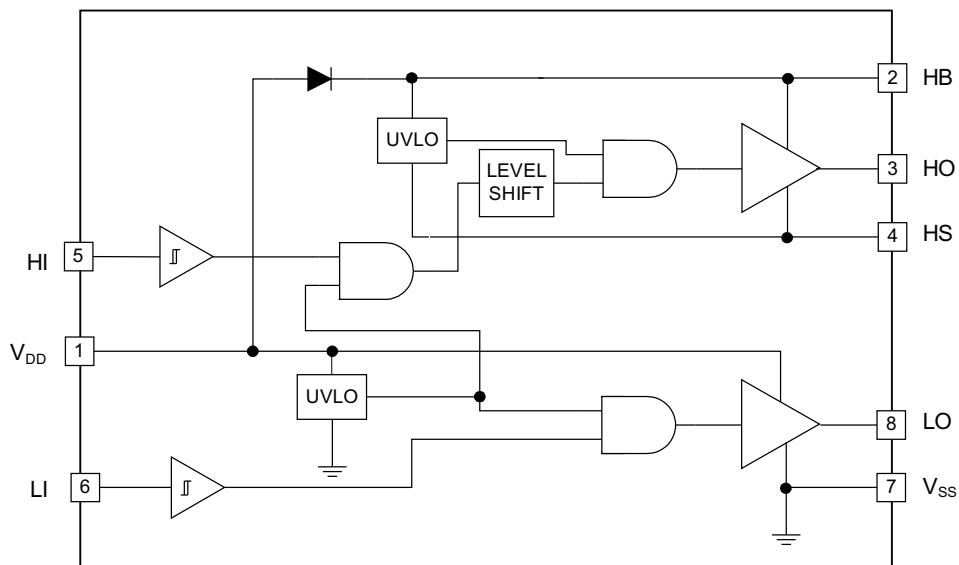 2 HB
UVLO
LEVEL
SHIFT
3 HO
4 HS
HI 5
VDD 1
UVLO
8 LO
LI 6
7 VSS